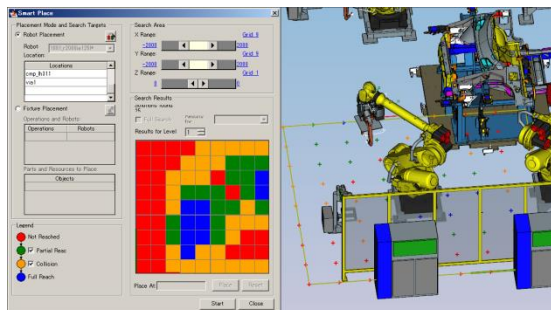 Smart Place
Placement Mode and Search Targets
Robot Placement
Robot
Location:
Locations
via1
Fixture Placement
Operations and Robots:
Operations Robots
Parts and Resources to Place
Objects
Legend
Not Reached
Partial Reac
Collision
Full Reach
Search Area
X Range Grid 9
-2000 2000
Y Range Grid 9
-2000 2000
Z Range Grid 1
0 0
Search Results
Full Search
Results for Level 1
Place At
Place Reset
Start Close